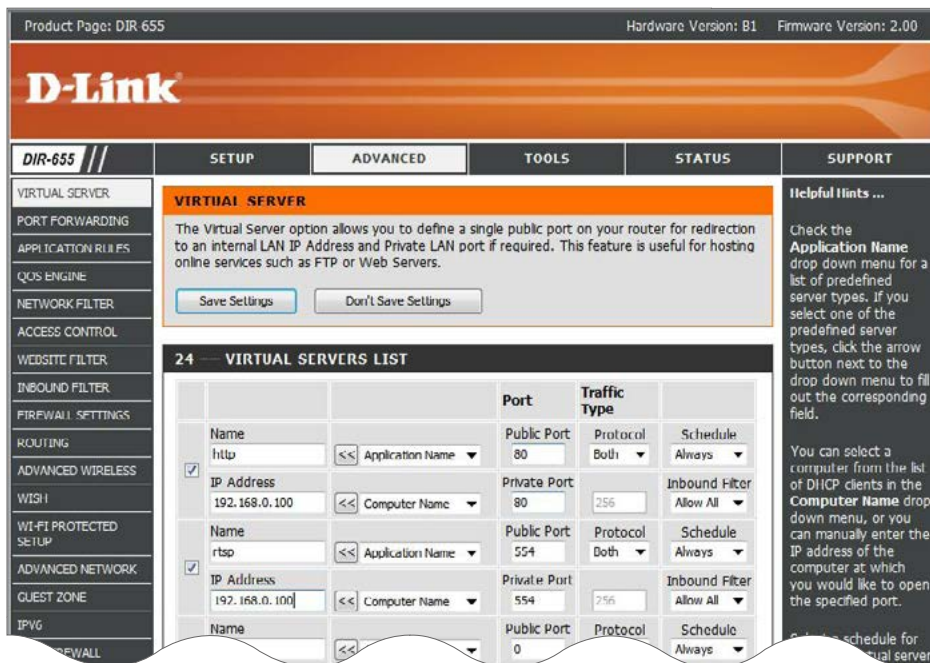 Product Page: DIR-655 Hardware Version: B1 Firmware Version: 2.00
D-Link
DIR-655 SETUP ADVANCED TOOLS STATUS SUPPORT
VIRTUAL SERVER
PORT FORWARDING
APPLICATION RULES
QOS ENGINE
NETWORK FILTER
ACCESS CONTROL
WEBSITE FILTER
INBOUND FILTER
FIREWALL SETTINGS
ROUTING
ADVANCED WIRELESS
WISH
WI-FI PROTECTED
SETUP
ADVANCED NETWORK
GUEST ZONE
IPV6
VIRTUAL SERVER
The Virtual Server option allows you to define a single public port on your router for redirection
to an internal LAN IP Address and Private LAN port if required. This feature is useful for hosting
online services such as FTP or Web Servers.
Save Settings Don't Save Settings
24 — VIRTUAL SERVERS LIST
Port Traffic
Type
Name Public Port Protocol Schedule
http << Application Name 80 Both Always
IP Address Private Port Inbound Filter
192.168.0.100 << Computer Name 80 256 Allow All
Name Public Port Protocol Schedule
rtsp << Application Name 554 Both Always
IP Address Private Port Inbound Filter
192.168.0.100 << Computer Name 554 256 Allow All
Name Public Port Protocol Schedule
<< 0 Always
Helpful Hints ...
Check the
Application Name
drop down menu for a
list of predefined
server types. If you
select one of the
predefined server
types, click the arrow
button next to the
drop down menu to fill
out the corresponding
field.
You can select a
computer from the list
of DHCP clients in the
Computer Name drop
down menu, or you
can manually enter the
IP address of the
computer at which
you would like to open
the specified port.
schedule for